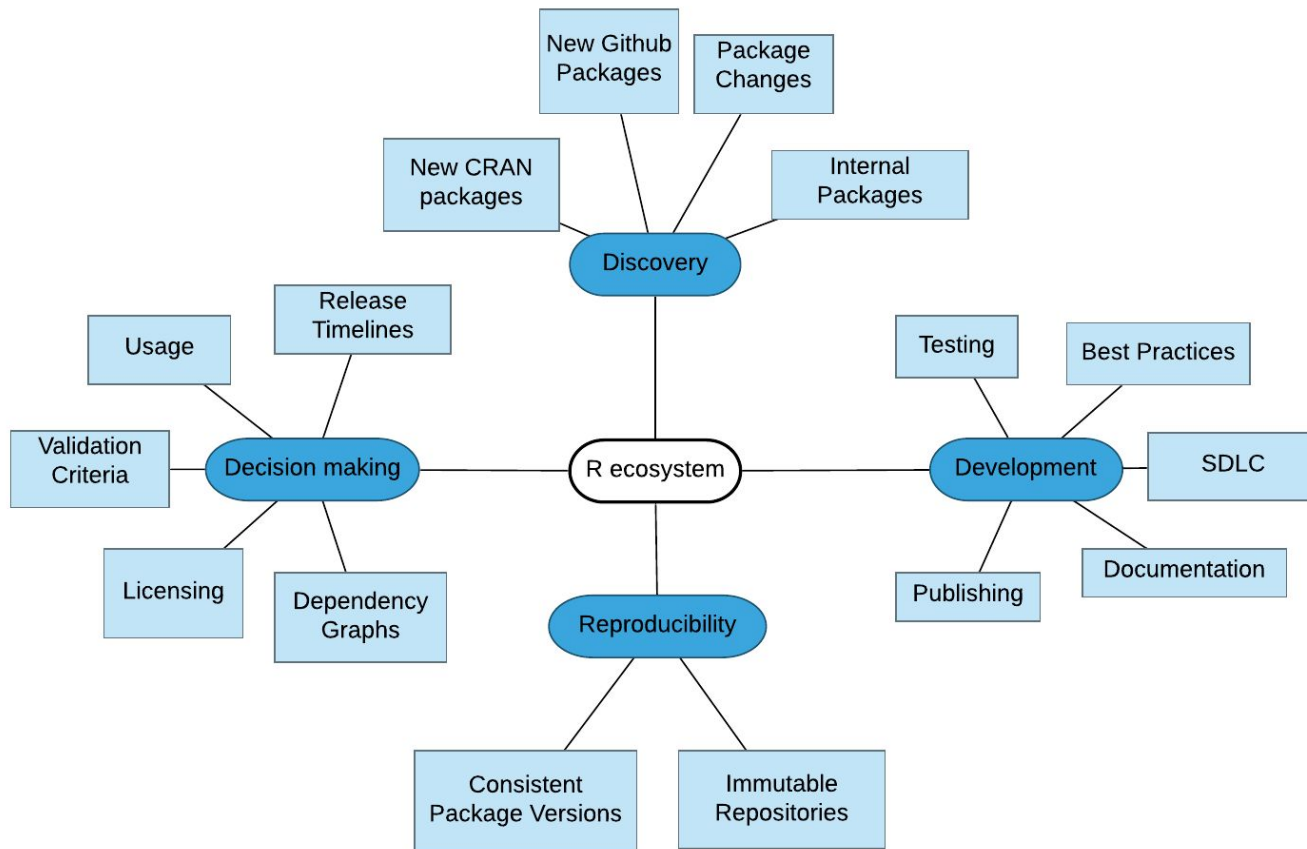 New Github
Packages
Package
Changes
New CRAN
packages
Internal
Packages
Discovery
Release
Timelines
Usage
Validation
Criteria
Decision making
Licensing
Dependency
Graphs
R ecosystem
Testing
Best Practices
Development
SDLC
Documentation
Publishing
Reproducibility
Consistent
Package Versions
Immutable
Repositories